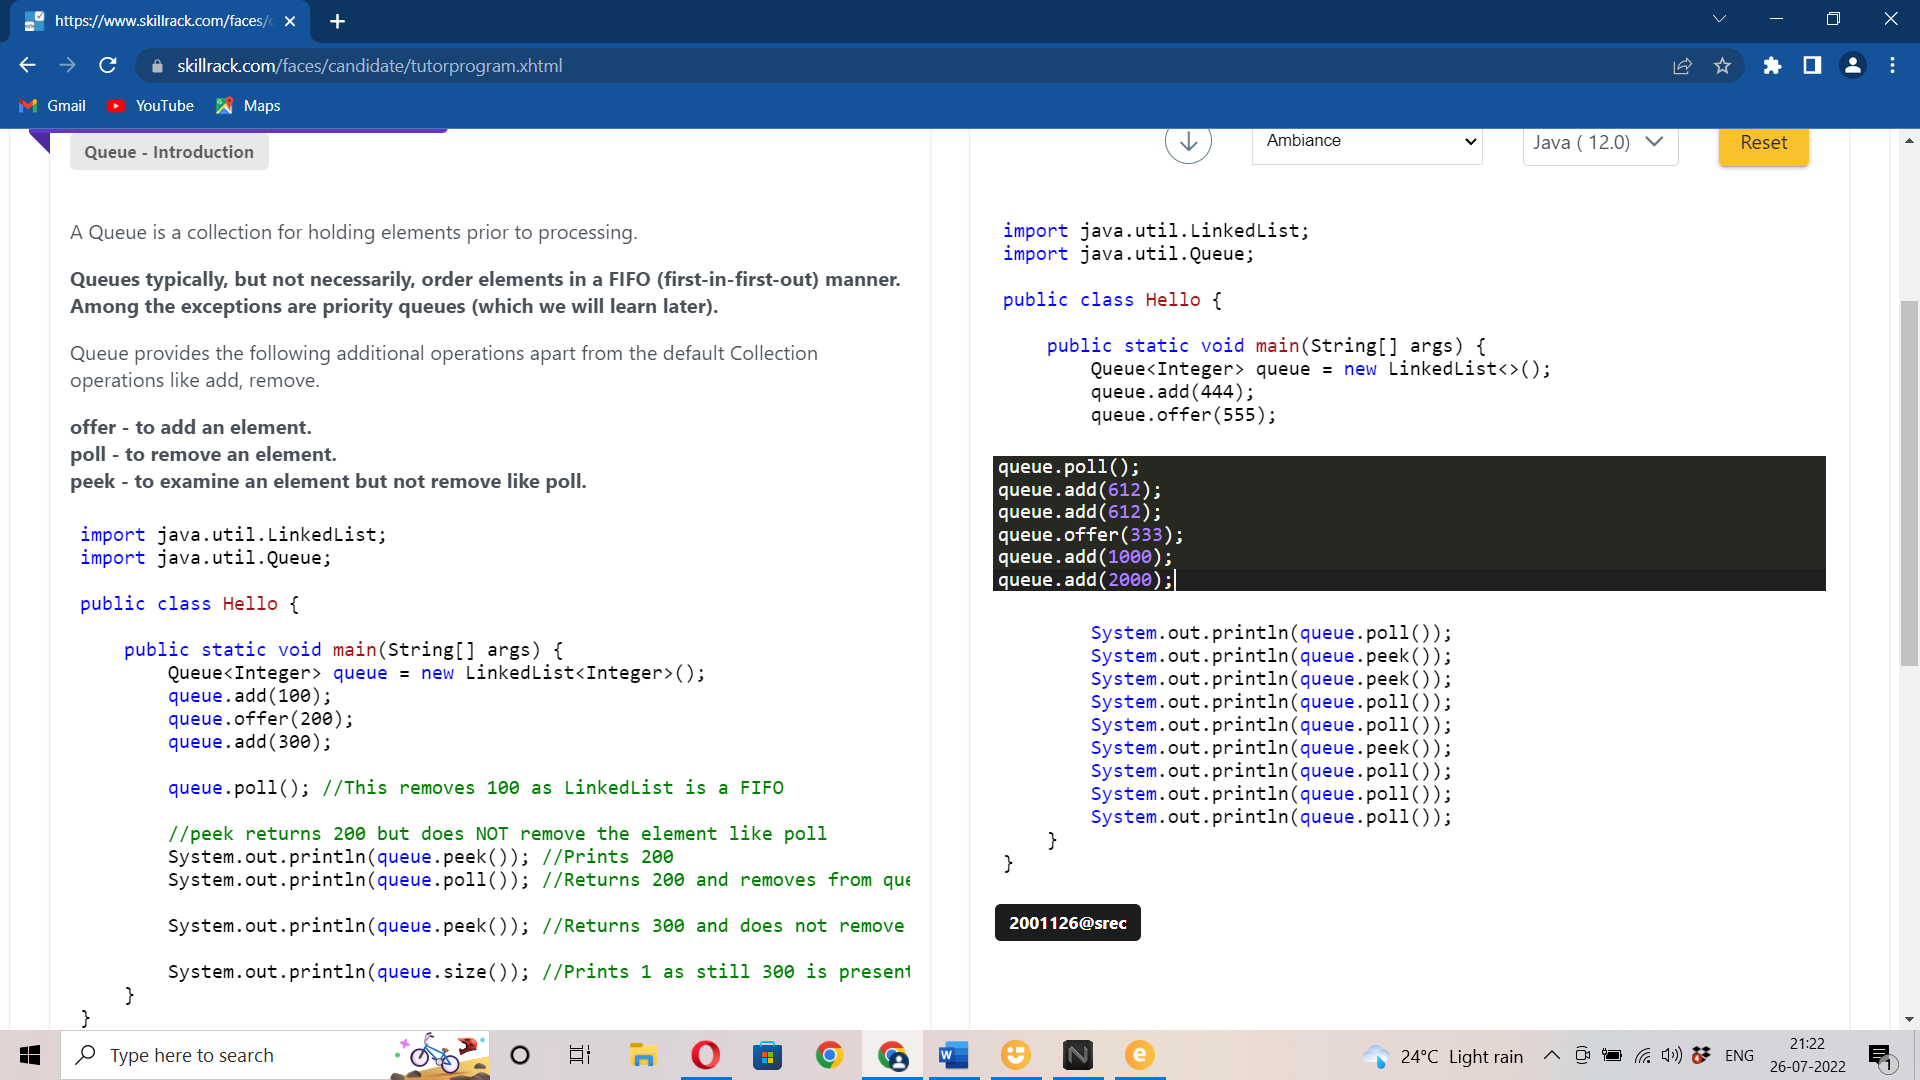 https://www.skillrack.com/faces/c
skillrack.com/faces/candidate/tutorprogram.xhtml
Gmail YouTube Maps
Queue - Introduction
A Queue is a collection for holding elements prior to processing.
Queues typically, but not necessarily, order elements in a FIFO (first-in-first-out) manner.
Among the exceptions are priority queues (which we will learn later).
Queue provides the following additional operations apart from the default Collection
operations like add, remove.
offer - to add an element.
poll - to remove an element.
peek - to examine an element but not remove like poll.
import java.util.LinkedList;
import java.util.Queue;
public class Hello {
public static void main(String[] args) {
Queue<Integer> queue = new LinkedList<Integer>();
queue.add(100);
queue.offer(200);
queue.add(300);
queue.poll(); //This removes 100 as LinkedList is a FIFO
//peek returns 200 but does NOT remove the element like poll
System.out.println(queue.peek()); //Prints 200
System.out.println(queue.poll()); //Returns 200 and removes from que
System.out.println(queue.peek()); //Returns 300 and does not remove
System.out.println(queue.size()); //Prints 1 as still 300 is present
}
}
Ambiance
Java ( 12.0)
Reset
import java.util.LinkedList;
import java.util.Queue;
public class Hello {
public static void main(String[] args) {
Queue<Integer> queue = new LinkedList<>();
queue.add(444);
queue.offer(555);
queue.poll();
queue.add(612);
queue.add(612);
queue.offer(333);
queue.add(1000);
queue.add(2000);
System.out.println(queue.poll());
System.out.println(queue.peek());
System.out.println(queue.peek());
System.out.println(queue.poll());
System.out.println(queue.poll());
System.out.println(queue.peek());
System.out.println(queue.poll());
System.out.println(queue.poll());
System.out.println(queue.poll());
}
}
2001126@srec
Type here to search
24°C Light rain
ENG
21:22
26-07-2022
1